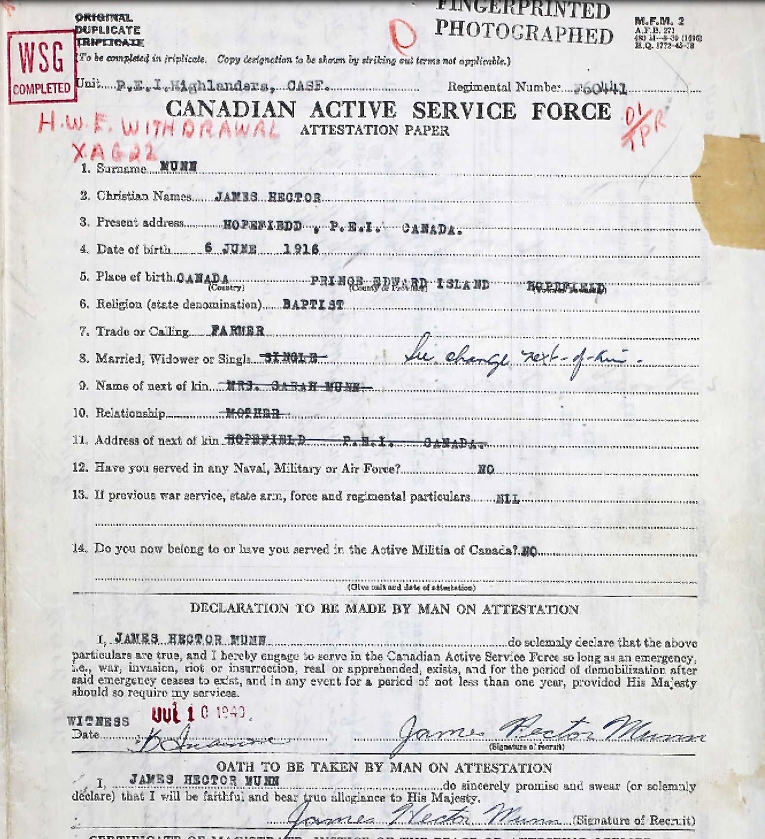 ORIGINAL
DUPLICATE
TRIPLICATE
FINGERPRINTED
PHOTOGRAPHED
M.F.M. 2
A.F.B. 271
H.Q. 1772-45-18
(To be completed in triplicate. Copy designation to be shown by striking out terms not applicable.)
WSG
COMPLETED
Unit P.E.I. Highlanders, CASF.
Regimental Number F60441
CANADIAN ACTIVE SERVICE FORCE
ATTESTATION PAPER
H.W.E. WITHDRAWAL
XAG22
D1
TPR
1. Surname MUNN
2. Christian Names JAMES HECTOR
3. Present address HOPEFIEDD , P.E.I. CANADA.
4. Date of birth 6 JUNE 1916
5. Place of birth CANADA PRINCE EDWARD ISLAND HOPEFIELD
(Country) (County or Province)
6. Religion (state denomination) BAPTIST
7. Trade or Calling FARMER
8. Married, Widower or Single SINGLE See change next-of-kin.
9. Name of next of kin MRS. SARAH MUNN
10. Relationship MOTHER
11. Address of next of kin HOPEFIELD P.E.I. CANADA.
12. Have you served in any Naval, Military or Air Force? NO
13. If previous war service, state arm, force and regimental particulars NIL
14. Do you now belong to or have you served in the Active Militia of Canada? NO
(Give unit and date of attestation)
DECLARATION TO BE MADE BY MAN ON ATTESTATION
I, JAMES HECTOR MUNN do solemnly declare that the above
particulars are true, and I hereby engage to serve in the Canadian Active Service Force so long as an emergency,
i.e., war, invasion, riot or insurrection, real or apprehended, exists, and for the period of demobilization after
said emergency ceases to exist, and in any event for a period of not less than one year, provided His Majesty
should so require my services.
WITNESS JUL 10 1940.
Date James Hector Munn
(Signature of recruit)
OATH TO BE TAKEN BY MAN ON ATTESTATION
I, JAMES HECTOR MUNN do sincerely promise and swear (or solemnly
declare) that I will be faithful and bear true allegiance to His Majesty.
James Hector Munn (Signature of Recruit)